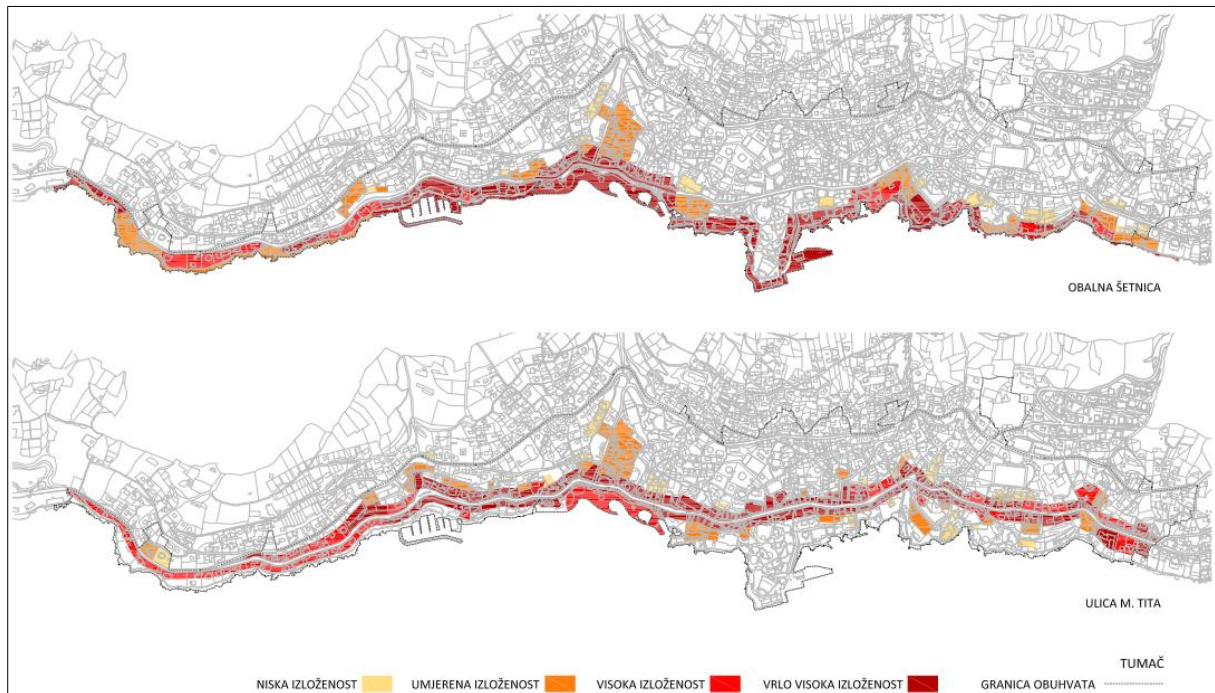 OBALNA ŠETNICA
ULICA M. TITA
TUMAČ
NISKA IZLOŽENOST
UMJERENA IZLOŽENOST
VISOKA IZLOŽENOST
VRLO VISOKA IZLOŽENOST
GRANICA OBUHVATA